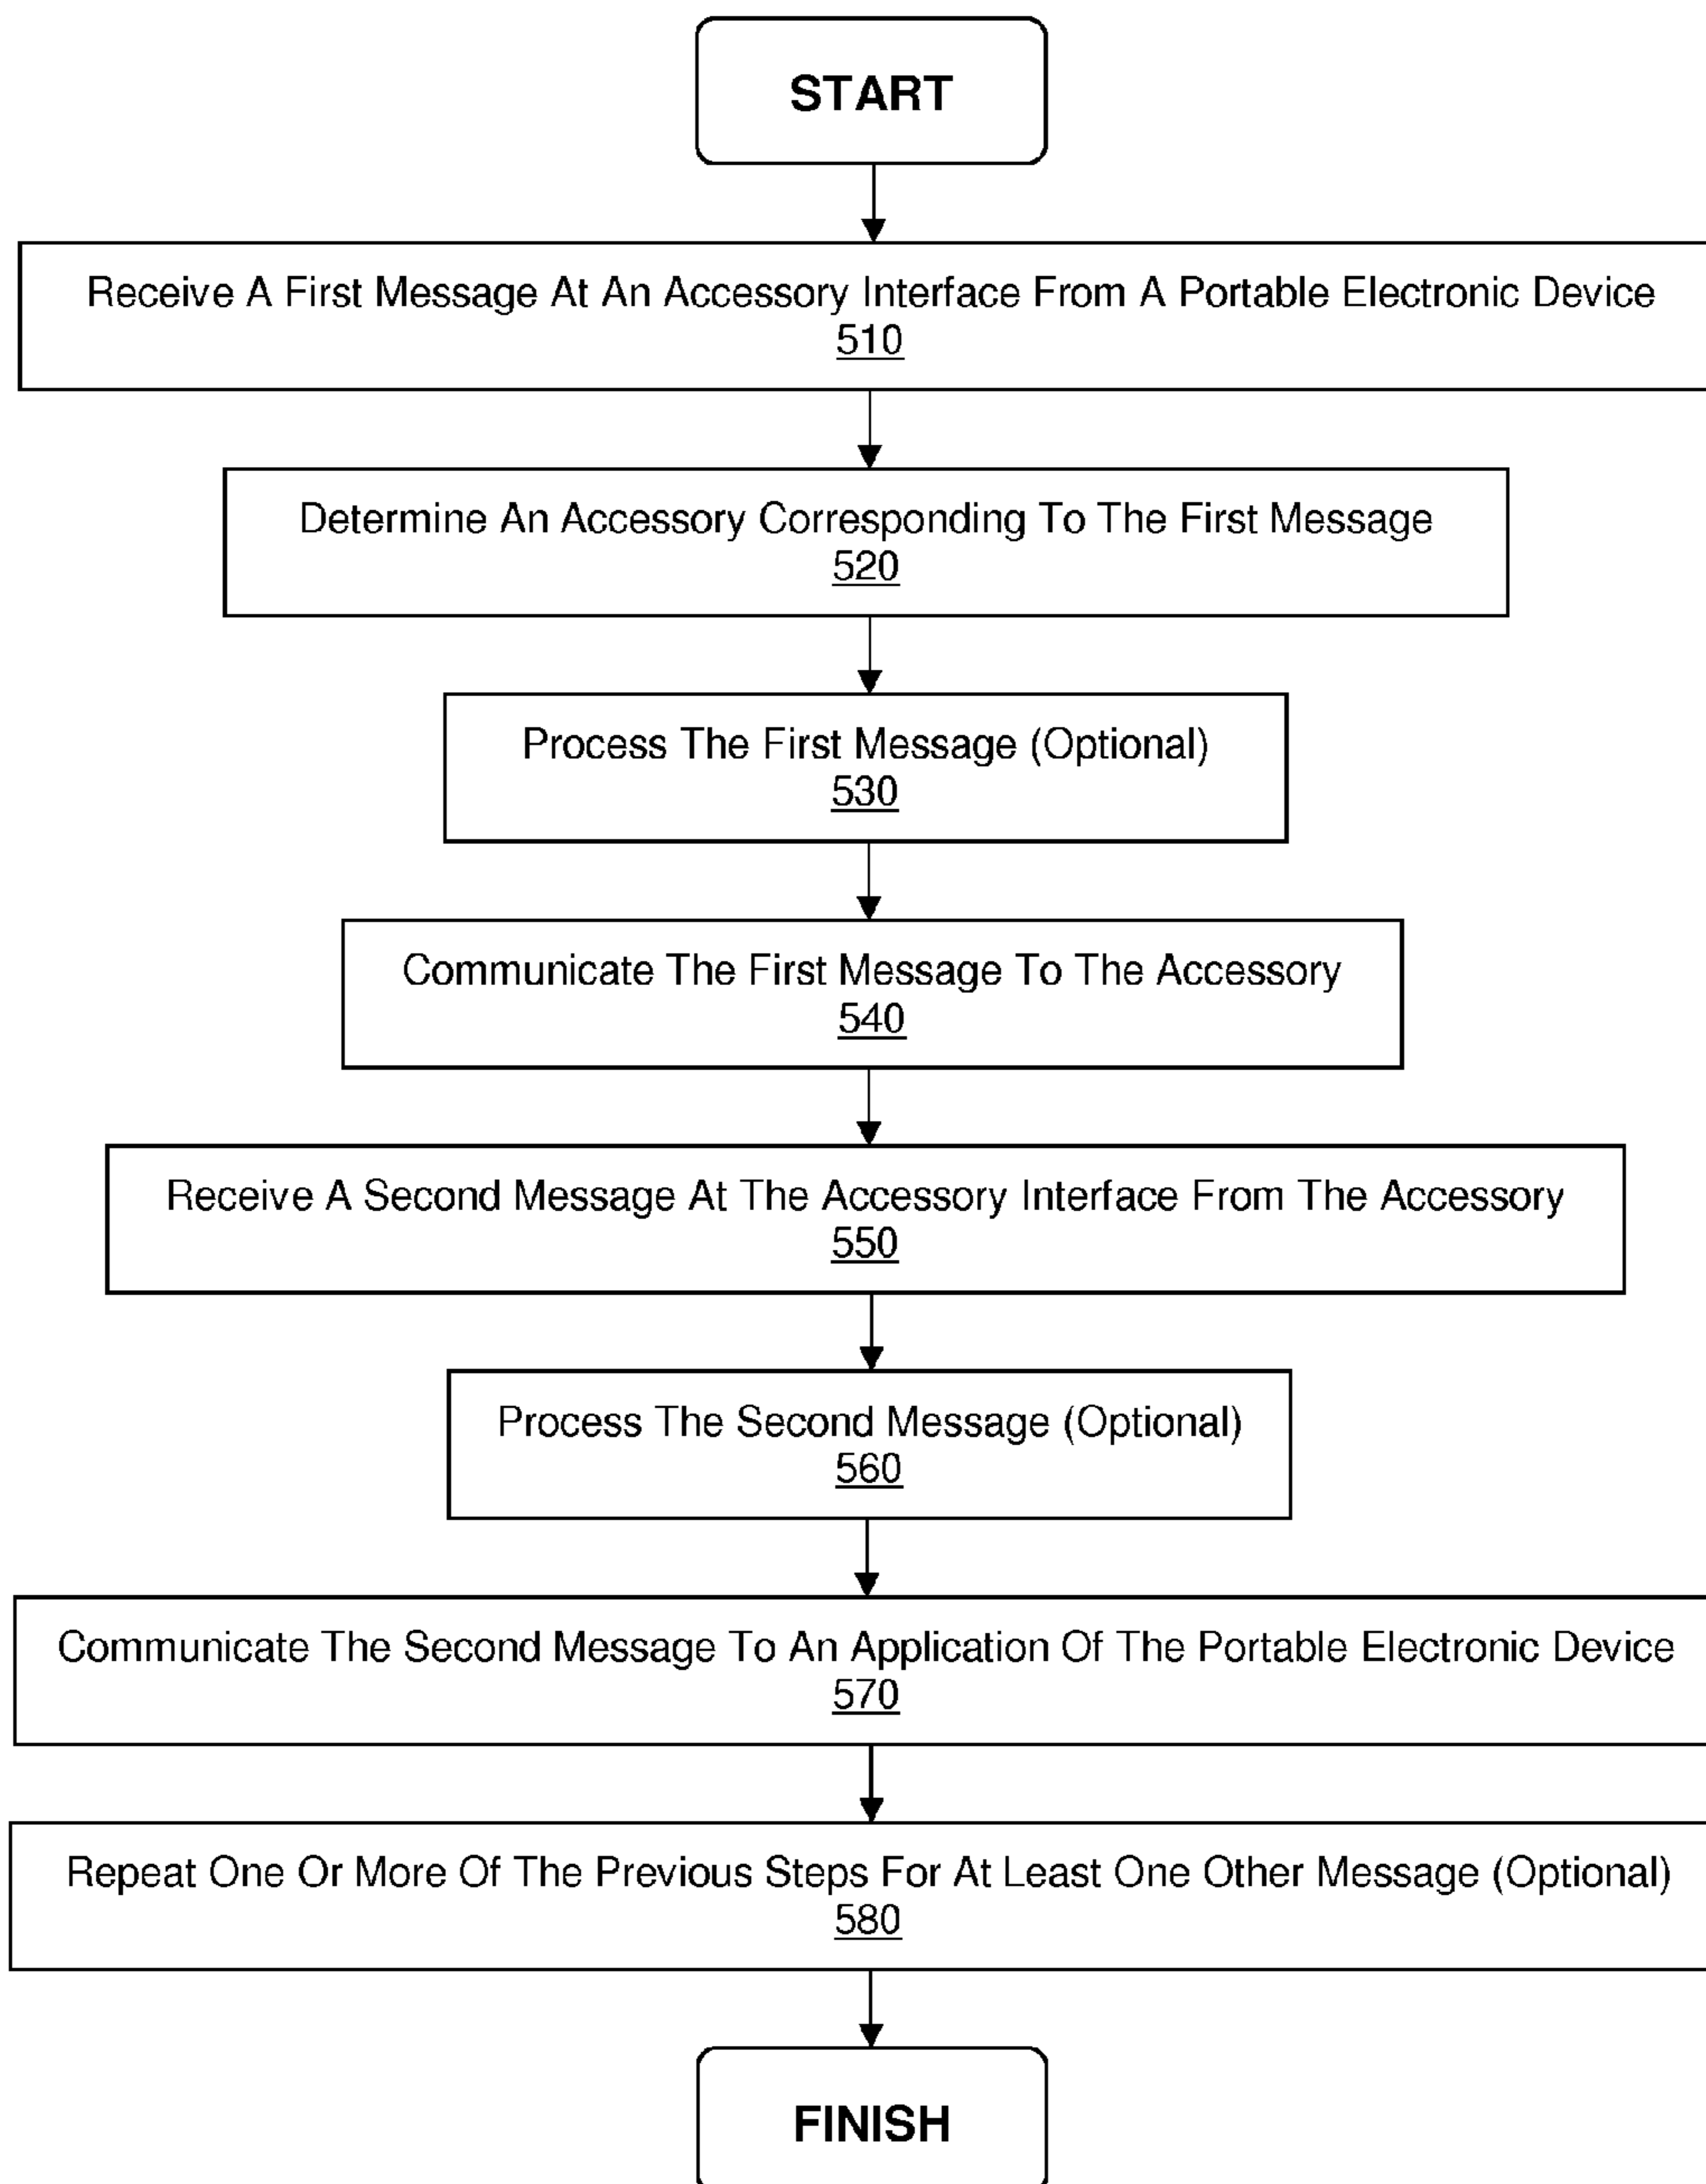 START
Receive A First Message At An Accessory Interface From A Portable Electronic Device
510
Determine An Accessory Corresponding To The First Message
520
Process The First Message (Optional)
530
Communicate The First Message To The Accessory
540
Receive A Second Message At The Accessory Interface From The Accessory
550
Process The Second Message (Optional)
560
Communicate The Second Message To An Application Of The Portable Electronic Device
570
Repeat One Or More Of The Previous Steps For At Least One Other Message (Optional)
580
FINISH